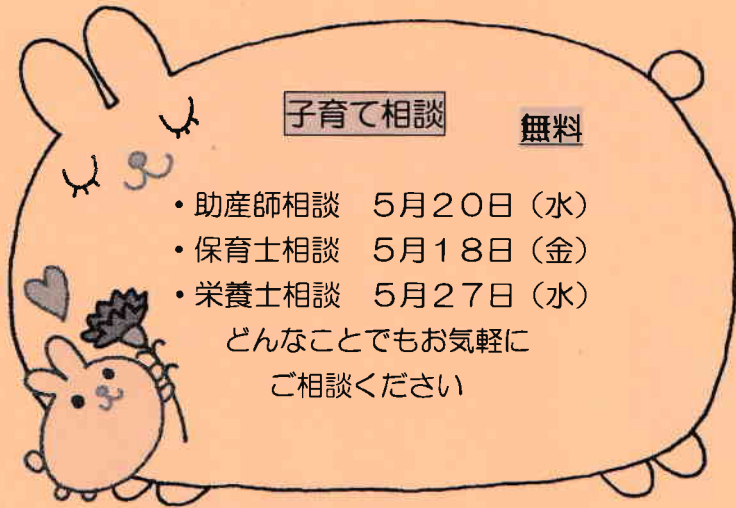 子育て相談
無料
・助産師相談　５月２０日（水）
・保育士相談　５月１８日（金）
・栄養士相談　５月２７日（水）
どんなことでもお気軽に
ご相談ください